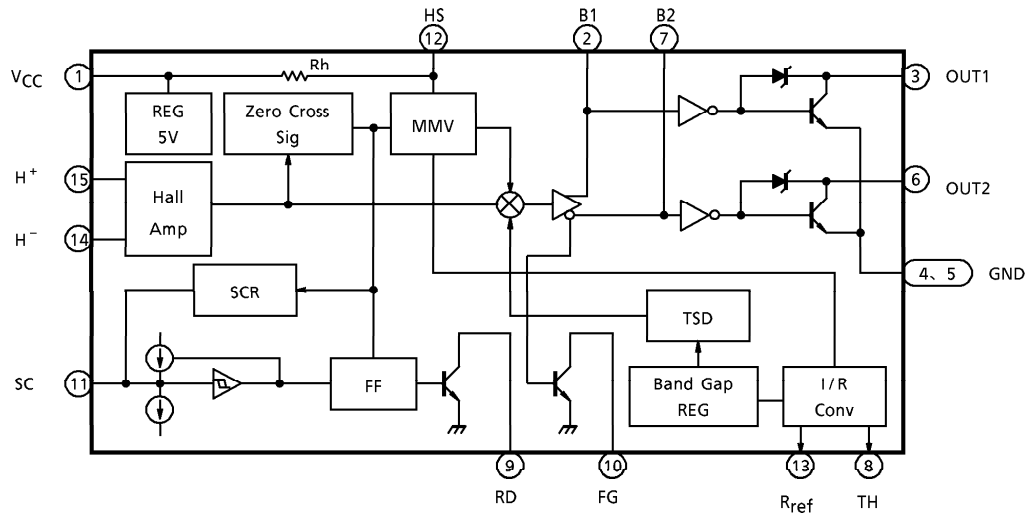 HS
B1
B2
12
2
7
VCC
1
Rh
3
OUT1
REG
5V
Zero Cross
Sig
MMV
H+
15
Hall
Amp
6
OUT2
H−
14
4、5
GND
SCR
TSD
SC
11
FF
Band Gap
REG
I/R
Conv
9
10
13
8
RD
FG
Rref
TH